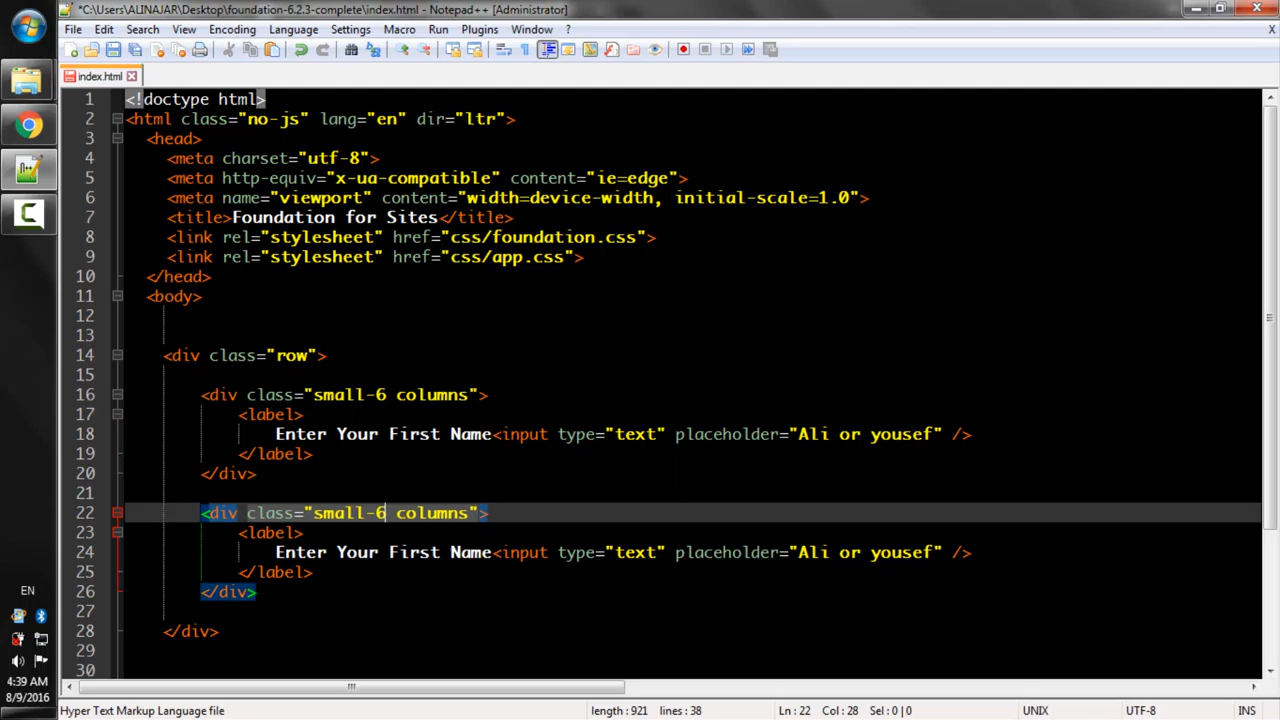 *C:\Users\ALINAJAR\Desktop\foundation-6.2.3-complete\index.html - Notepad++ [Administrator]
File Edit Search View Encoding Language Settings Macro Run Plugins Window ? X
index.html
1 <!doctype html>
2 <html class="no-js" lang="en" dir="ltr">
3 <head>
4 <meta charset="utf-8">
5 <meta http-equiv="x-ua-compatible" content="ie=edge">
6 <meta name="viewport" content="width=device-width, initial-scale=1.0">
7 <title>Foundation for Sites</title>
8 <link rel="stylesheet" href="css/foundation.css">
9 <link rel="stylesheet" href="css/app.css">
10 </head>
11 <body>
12
13
14 <div class="row">
15
16 <div class="small-6 columns">
17 <label>
18 Enter Your First Name<input type="text" placeholder="Ali or yousef" />
19 </label>
20 </div>
21
22 <div class="small-6 columns">
23 <label>
24 Enter Your First Name<input type="text" placeholder="Ali or yousef" />
25 </label>
26 </div>
27
28 </div>
29
30
EN
4:39 AM
8/9/2016
Hyper Text Markup Language file length : 921 lines : 38 Ln : 22 Col : 28 Sel : 0 | 0 UNIX UTF-8 INS